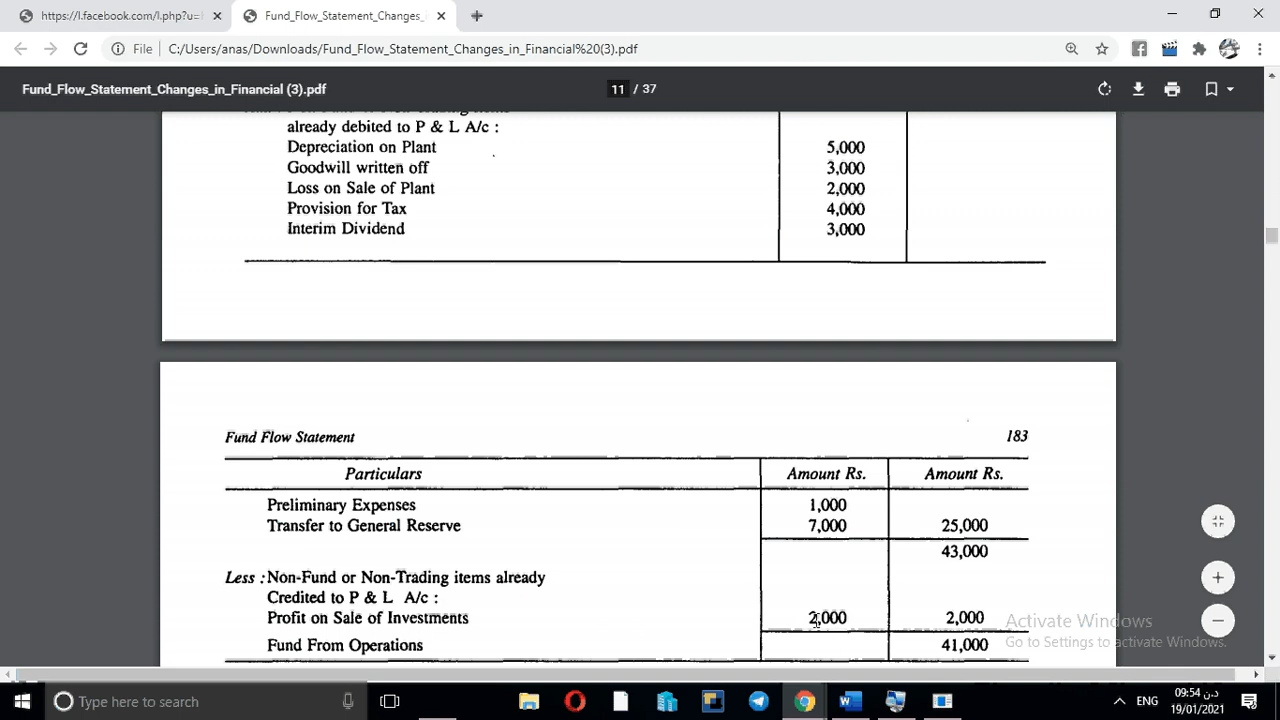 https://l.facebook.com/l.php?u=
Fund_Flow_Statement_Changes_
File
C:/Users/anas/Downloads/Fund_Flow_Statement_Changes_in_Financial%20(3).pdf
Fund_Flow_Statement_Changes_in_Financial (3).pdf
11 / 37
already debited to P & L A/c :
Depreciation on Plant 5,000
Goodwill written off 3,000
Loss on Sale of Plant 2,000
Provision for Tax 4,000
Interim Dividend 3,000
Fund Flow Statement 183
Particulars Amount Rs. Amount Rs.
Preliminary Expenses 1,000
Transfer to General Reserve 7,000 25,000
43,000
Less : Non-Fund or Non-Trading items already
Credited to P & L A/c :
Profit on Sale of Investments 2,000 2,000
Fund From Operations 41,000
Activate Windows
Go to Settings to activate Windows.
Type here to search
ENG
09:54 د.ن
19/01/2021